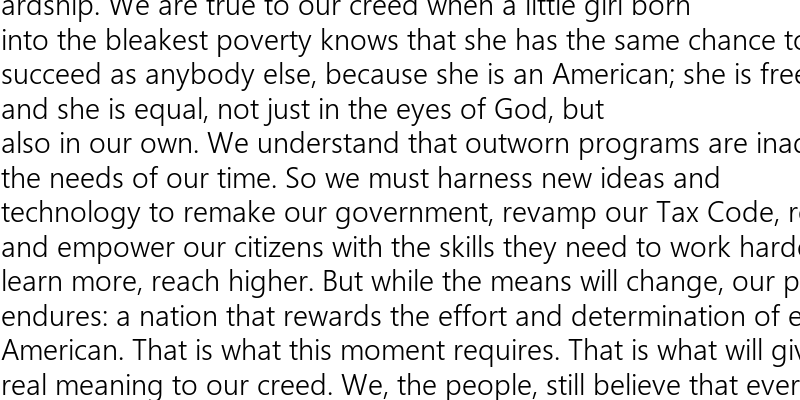 ardship. We are true to our creed when a little girl born
into the bleakest poverty knows that she has the same chance to
succeed as anybody else, because she is an American; she is free
and she is equal, not just in the eyes of God, but
also in our own. We understand that outworn programs are
the needs of our time. So we must harness new ideas and
technology to remake our government, revamp our Tax Code,
and empower our citizens with the skills they need to work
learn more, reach higher. But while the means will change, our
endures: a nation that rewards the effort and determination of
American. That is what this moment requires. That is what will
real meaning to our creed. We, the people, still believe that